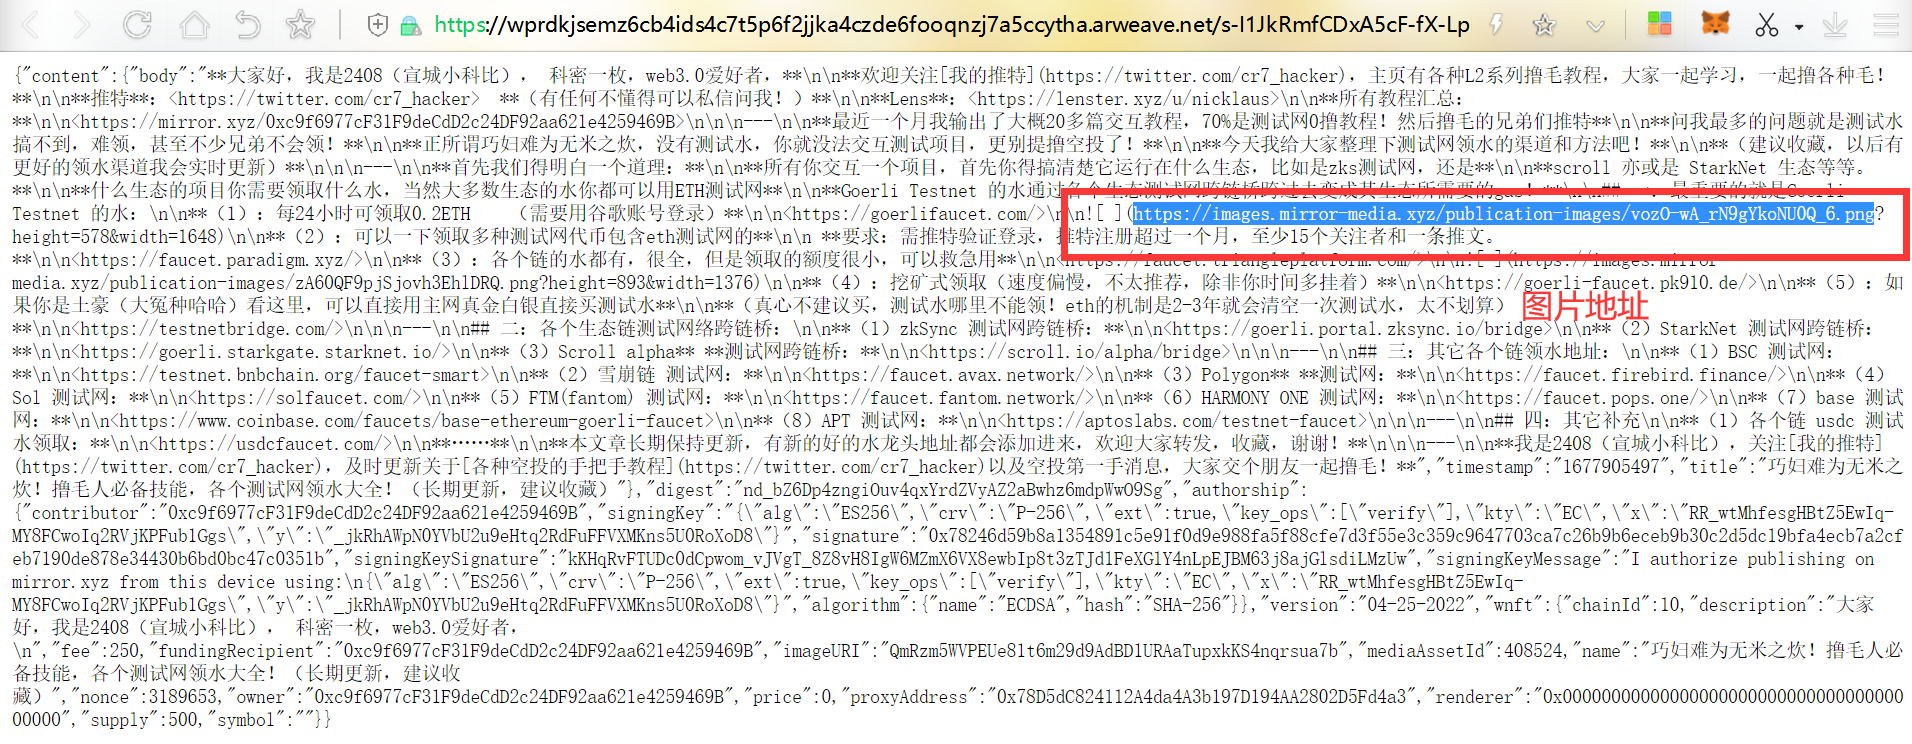 https://wprdkjsemz6cb4ids4c7t5p6f2jjka4czde6fooqnzj7a5ccytha.arweave.net/s-I1JkRmfCDxA5cF-fX-Lp
{"content":{"body":"**大家好，我是2408（宣城小科比）， 科密一枚，web3.0爱好者，**\n\n**欢迎关注[我的推特](https://twitter.com/cr7_hacker)，主页有各种L2系列撸毛教程，大家一起学习，一起撸各种毛！
**\n\n**推特**：<https://twitter.com/cr7_hacker>  **（有任何不懂得可以私信问我！）**\n\n**Lens**：<https://lenster.xyz/u/nicklaus>\n\n**所有教程汇总：
**\n\n<https://mirror.xyz/0xc9f6977cF31F9deCdD2c24DF92aa621e4259469B>\n\n\n---\n\n**最近一个月我输出了大概20多篇交互教程，70%是测试网0撸教程！然后撸毛的兄弟们推特**\n\n**问我最多的问题就是测试水
搞不到，难领，甚至不少兄弟不会领！**\n\n**正所谓巧妇难为无米之炊，没有测试水，你就没法交互测试项目，更别提撸空投了！**\n\n**今天我给大家整理下测试网领水的渠道和方法吧！**\n\n**（建议收藏，以后有
更好的领水渠道我会实时更新）**\n\n\n---\n\n**首先我们得明白一个道理：**\n\n**所有你交互一个项目，首先你得搞清楚它运行在什么生态，比如是zks测试网，还是**\n\n**scroll 亦或是 StarkNet 生态等等。
**\n\n**什么生态的项目你需要领取什么水，当然大多数生态的水你都可以用ETH测试网**\n\n**Goerli Testnet 的水通过各个生态测试网跨链桥跨过去变成其生态所需要的gas！**\n\n## 最重要的就是Goerli
Testnet 的水：\n\n**（1）：每24小时可领取0.2ETH  （需要用谷歌账号登录）**\n\n<https://goerlifaucet.com/>\n\n![ ](https://images.mirror-media.xyz/publication-images/vozO-wA_rN9gYkoNU0Q_6.png?
height=578&width=1648)\n\n**（2）：可以一下领取多种测试网代币包含eth测试网的**\n\n **要求：需推特验证登录，推特注册超过一个月，至少15个关注者和一条推文。
**\n\n<https://faucet.paradigm.xyz/>\n\n**（3）：各个链的水都有，很全，但是领取的额度很小，可以救急用**\n\n<https://faucet.triangleplatform.com/>\n\n![ ](https://images.mirror-
media.xyz/publication-images/zA60QF9pjSjovh3EhlDRQ.png?height=893&width=1376)\n\n**（4）：挖矿式领取（速度偏慢，不太推荐，除非你时间多挂着）**\n\n<https://goerli-faucet.pk910.de/>\n\n**（5）：如
果你是土豪（大冤种哈哈）看这里，可以直接用主网真金白银直接买测试水**\n\n**（真心不建议买，测试水哪里不能领！eth的机制是2-3年就会清空一次测试水，太不划算）
图片地址
**\n\n<https://testnetbridge.com/>\n\n\n---\n\n## 二：各个生态链测试网络跨链桥：\n\n**（1）zkSync 测试网跨链桥：**\n\n<https://goerli.portal.zksync.io/bridge>\n\n**（2）StarkNet 测试网跨链桥：
**\n\n<https://goerli.starkgate.starknet.io/>\n\n**（3）Scroll alpha** **测试网跨链桥：**\n\n<https://scroll.io/alpha/bridge>\n\n\n---\n\n## 三：其它各个链领水地址：\n\n**（1）BSC 测试网：
**\n\n<https://testnet.bnbchain.org/faucet-smart>\n\n**（2）雪崩链 测试网：**\n\n<https://faucet.avax.network/>\n\n**（3）Polygon** **测试网：**\n\n<https://faucet.firebird.finance/>\n\n**（4）
Sol 测试网：**\n\n<https://solfaucet.com/>\n\n**（5）FTM(fantom) 测试网：**\n\n<https://faucet.fantom.network/>\n\n**（6）HARMONY ONE 测试网：**\n\n<https://faucet.pops.one/>\n\n**（7）base 测试
网：**\n\n<https://www.coinbase.com/faucets/base-ethereum-goerli-faucet>\n\n**（8）APT 测试网：**\n\n<https://aptoslabs.com/testnet-faucet>\n\n\n---\n\n## 四：其它补充\n\n**（1）各个链 usdc 测试
水领取：**\n\n<https://usdcfaucet.com/>\n\n**······**\n\n**本文章长期保持更新，有新的好的水龙头地址都会添加进来，欢迎大家转发，收藏，谢谢！**\n\n\n---\n\n**我是2408（宣城小科比），关注[我的推特]
(https://twitter.com/cr7_hacker)，及时更新关于[各种空投的手把手教程](https://twitter.com/cr7_hacker)以及空投第一手消息，大家交个朋友一起撸毛！**","timestamp":"1677905497","title":"巧妇难为无米之
炊！撸毛人必备技能，各个测试网领水大全！（长期更新，建议收藏）"},"digest":"nd_bZ6Dp4zngiOuv4qxYrdZVyAZ2aBwhz6mdpWwO9Sg","authorship":
{"contributor":"0xc9f6977cF31F9deCdD2c24DF92aa621e4259469B","signingKey":"{\"alg\":\"ES256\",\"crv\":\"P-256\",\"ext\":true,\"key_ops\":[\"verify\"],\"kty\":\"EC\",\"x\":\"RR_wtMhfesgHBtZ5EwIq-
MY8FCwoIq2RVjKPFub1Ggs\",\"y\":\"_jkRhAWpN0YVbU2u9eHtq2RdFuFFVXMKns5U0RoXoD8\"}","signature":"0x78246d59b8a1354891c5e91f0d9e988fa5f88cfe7d3f55e3c359c9647703ca7c26b9b6eceb9b30c2d5dc19bfa4ecb7a2cf
eb7190de878e34430b6bd0bc47c0351b","signingKeySignature":"kKHqRvFTUDc0dCpwom_vJVgT_8Z8vH8IgW6MZmX6VX8ewbIp8t3zTJd1FeXGlY4nLpEJBM63j8ajGlsdiLMzUw","signingKeyMessage":"I authorize publishing on
mirror.xyz from this device using:\n{\"alg\":\"ES256\",\"crv\":\"P-256\",\"ext\":true,\"key_ops\":[\"verify\"],\"kty\":\"EC\",\"x\":\"RR_wtMhfesgHBtZ5EwIq-
MY8FCwoIq2RVjKPFub1Ggs\",\"y\":\"_jkRhAWpN0YVbU2u9eHtq2RdFuFFVXMKns5U0RoXoD8\"}","algorithm":{"name":"ECDSA","hash":"SHA-256"}},"version":"04-25-2022","wnft":{"chainId":10,"description":"大家
好，我是2408（宣城小科比）， 科密一枚，web3.0爱好者，
\n","fee":250,"fundingRecipient":"0xc9f6977cF31F9deCdD2c24DF92aa621e4259469B","imageURI":"QmRzm5WVPEUe81t6m29d9AdBD1URAaTupxkKS4nqrsua7b","mediaAssetId":408524,"name":"巧妇难为无米之炊！撸毛人必
备技能，各个测试网领水大全！（长期更新，建议收
藏）","nonce":3189653,"owner":"0xc9f6977cF31F9deCdD2c24DF92aa621e4259469B","price":0,"proxyAddress":"0x78D5dC824112A4da4A3b197D194AA2802D5Fd4a3","renderer":"0x0000000000000000000000000000000000
000000","supply":500,"symbol":""}}